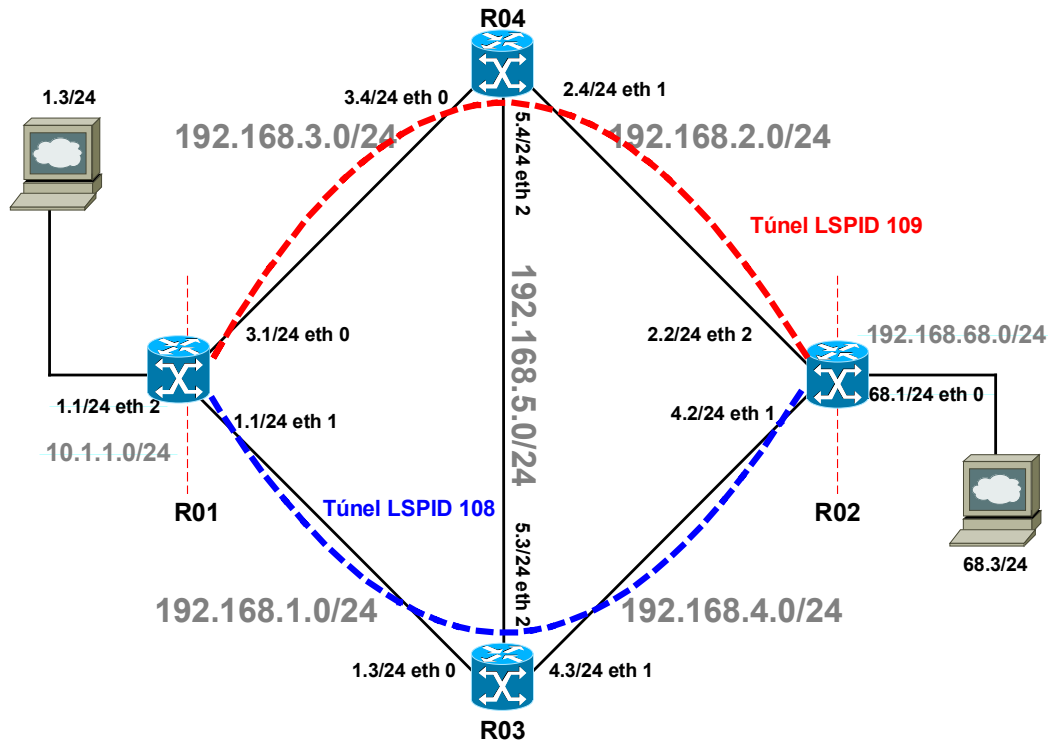 R04
1.3/24
3.4/24 eth 0
2.4/24 eth 1
192.168.3.0/24
192.168.2.0/24
5.4/24 eth 2
Túnel LSPID 109
192.168.5.0/24
3.1/24 eth 0
2.2/24 eth 2
192.168.68.0/24
1.1/24 eth 2
1.1/24 eth 1
4.2/24 eth 1
68.1/24 eth 0
10.1.1.0/24
R01
Túnel LSPID 108
R02
5.3/24 eth 2
68.3/24
192.168.1.0/24
192.168.4.0/24
1.3/24 eth 0
4.3/24 eth 1
R03